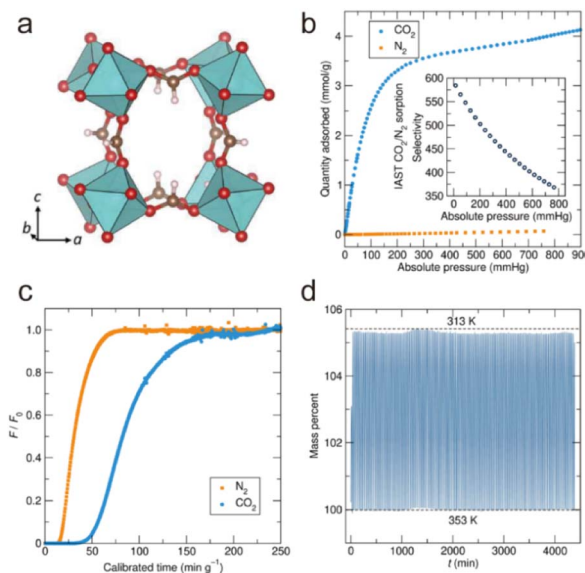 a
c
b
a
b
CO2
N2
Quantity adsorbed (mmol/g)
5
4
3
2
1
0
0 100 200 300 400 500 600 700 800 900
Absolute pressure (mmHg)
IAST CO2/N2 sorption
Selectivity
600
550
500
450
400
350
0 200 400 600 800
Absolute pressure (mmHg)
c
F / F0
1.0
0.8
0.6
0.4
0.2
0
0 50 100 150 200 250
Calibrated time (min g⁻¹)
N2
CO2
d
Mass percent
106
104
102
100
313 K
353 K
0 1000 2000 3000 4000
t (min)